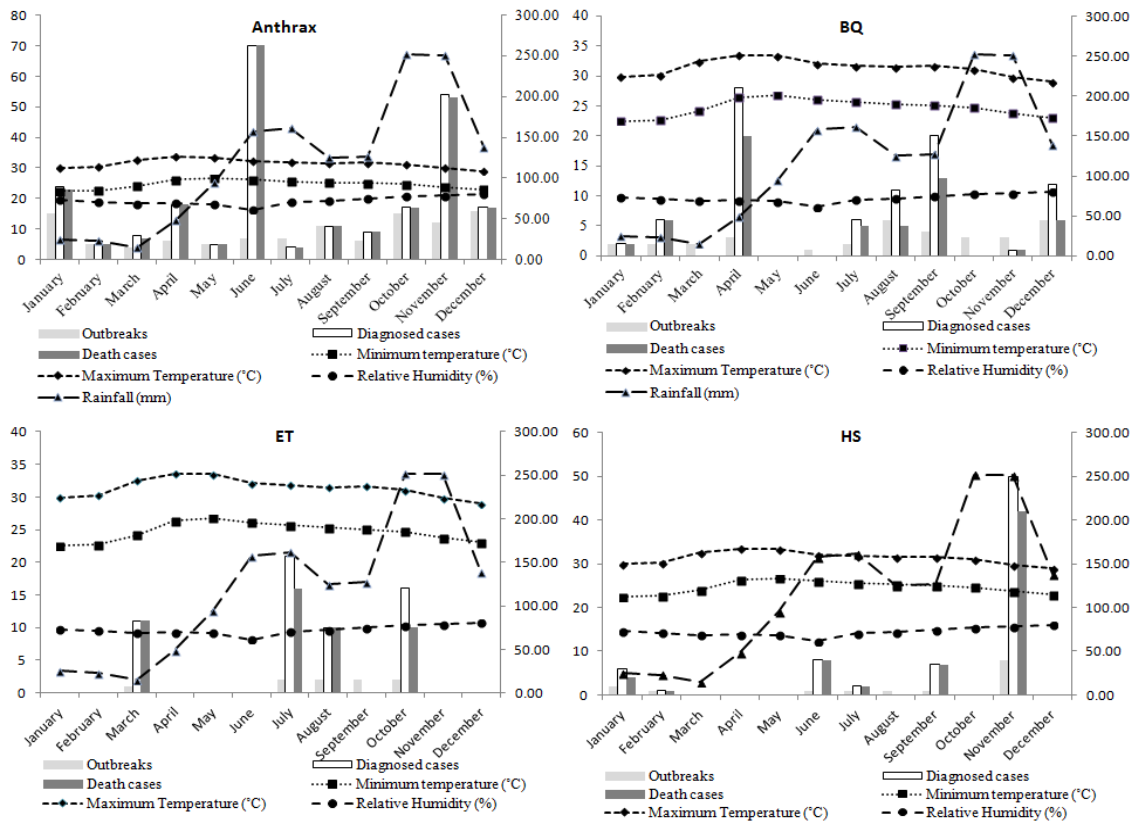 Anthrax
80
70
60
50
40
30
20
10
0
300.00
250.00
200.00
150.00
100.00
50.00
0.00
January
February
March
April
May
June
July
August
September
October
November
December
Outbreaks
Diagnosed cases
Death cases
Minimum temperature (°C)
Maximum Temperature (°C)
Relative Humidity (%)
Rainfall (mm)
BQ
40
35
30
25
20
15
10
5
0
300.00
250.00
200.00
150.00
100.00
50.00
0.00
January
February
March
April
May
June
July
August
September
October
November
December
Outbreaks
Diagnosed cases
Death cases
Minimum temperature (°C)
Maximum Temperature (°C)
Relative Humidity (%)
Rainfall (mm)
ET
40
35
30
25
20
15
10
5
0
300.00
250.00
200.00
150.00
100.00
50.00
0.00
January
February
March
April
May
June
July
August
September
October
November
December
Outbreaks
Diagnosed cases
Death cases
Minimum temperature (°C)
Maximum Temperature (°C)
Relative Humidity (%)
HS
60
50
40
30
20
10
0
300.00
250.00
200.00
150.00
100.00
50.00
0.00
January
February
March
April
May
June
July
August
September
October
November
December
Outbreaks
Diagnosed cases
Death cases
Minimum temperature (°C)
Maximum Temperature (°C)
Relative Humidity (%)